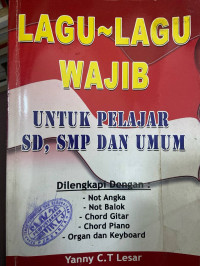 LAGU~LAGU
WAJIB
UNTUK PELAJAR
SD, SMP DAN UMUM
Dilengkapi Dengan :
- Not Angka
- Not Balok
- Chord Gitar
- Chord Piano
- Organ dan Keyboard
Yanny C.T Lesar